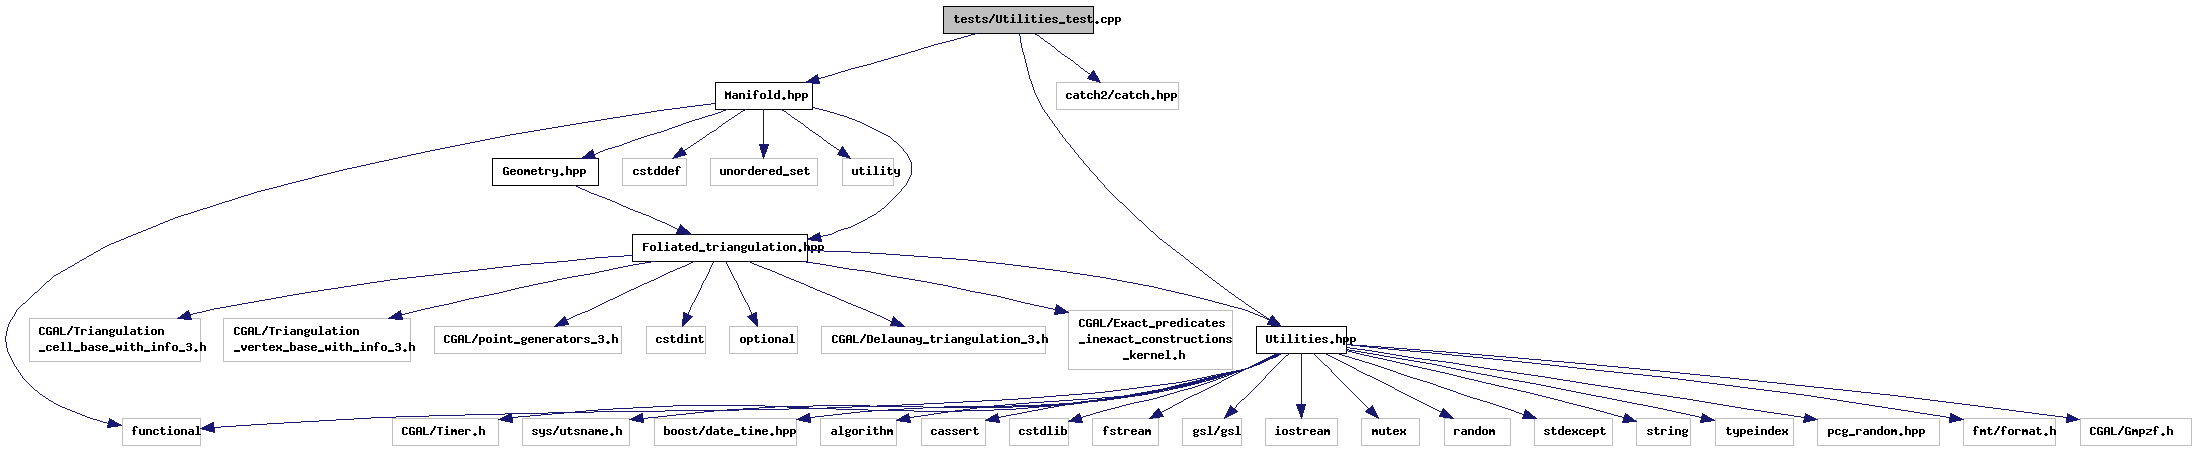 tests/Utilities_test.cpp
Manifold.hpp
catch2/catch.hpp
Geometry.hpp
cstddef
unordered_set
utility
Foliated_triangulation.hpp
CGAL/Triangulation
_cell_base_with_info_3.h
CGAL/Triangulation
_vertex_base_with_info_3.h
CGAL/point_generators_3.h
cstdint
optional
CGAL/Delaunay_triangulation_3.h
CGAL/Exact_predicates
_inexact_constructions
_kernel.h
Utilities.hpp
functional
CGAL/Timer.h
sys/utsname.h
boost/date_time.hpp
algorithm
cassert
cstdlib
fstream
gsl/gsl
iostream
mutex
random
stdexcept
string
typeindex
pcg_random.hpp
fmt/format.h
CGAL/Gmpzf.h